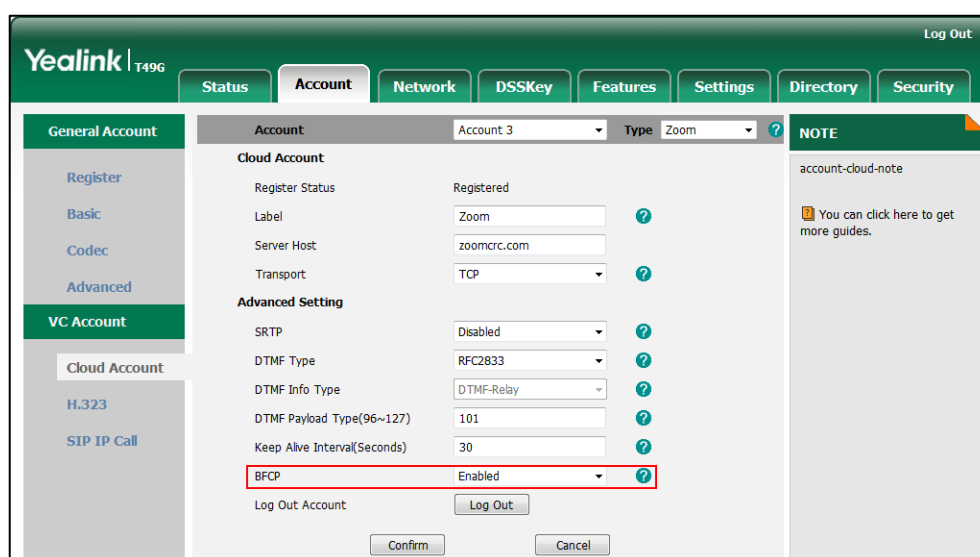 Log Out
Yealink T49G
Status Account Network DSSKey Features Settings Directory Security
General Account
Register
Basic
Codec
Advanced
VC Account
Cloud Account
H.323
SIP IP Call
Account Account 3 Type Zoom ?
Cloud Account
Register Status Registered
Label Zoom ?
Server Host zoomcrc.com
Transport TCP ?
Advanced Setting
SRTP Disabled ?
DTMF Type RFC2833 ?
DTMF Info Type DTMF-Relay ?
DTMF Payload Type(96~127) 101 ?
Keep Alive Interval(Seconds) 30 ?
BFCP Enabled ?
Log Out Account Log Out
Confirm Cancel
NOTE
account-cloud-note
? You can click here to get
more guides.